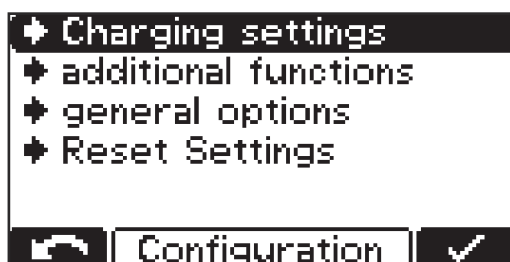 Charging settings
additional functions
general options
Reset Settings
Configuration